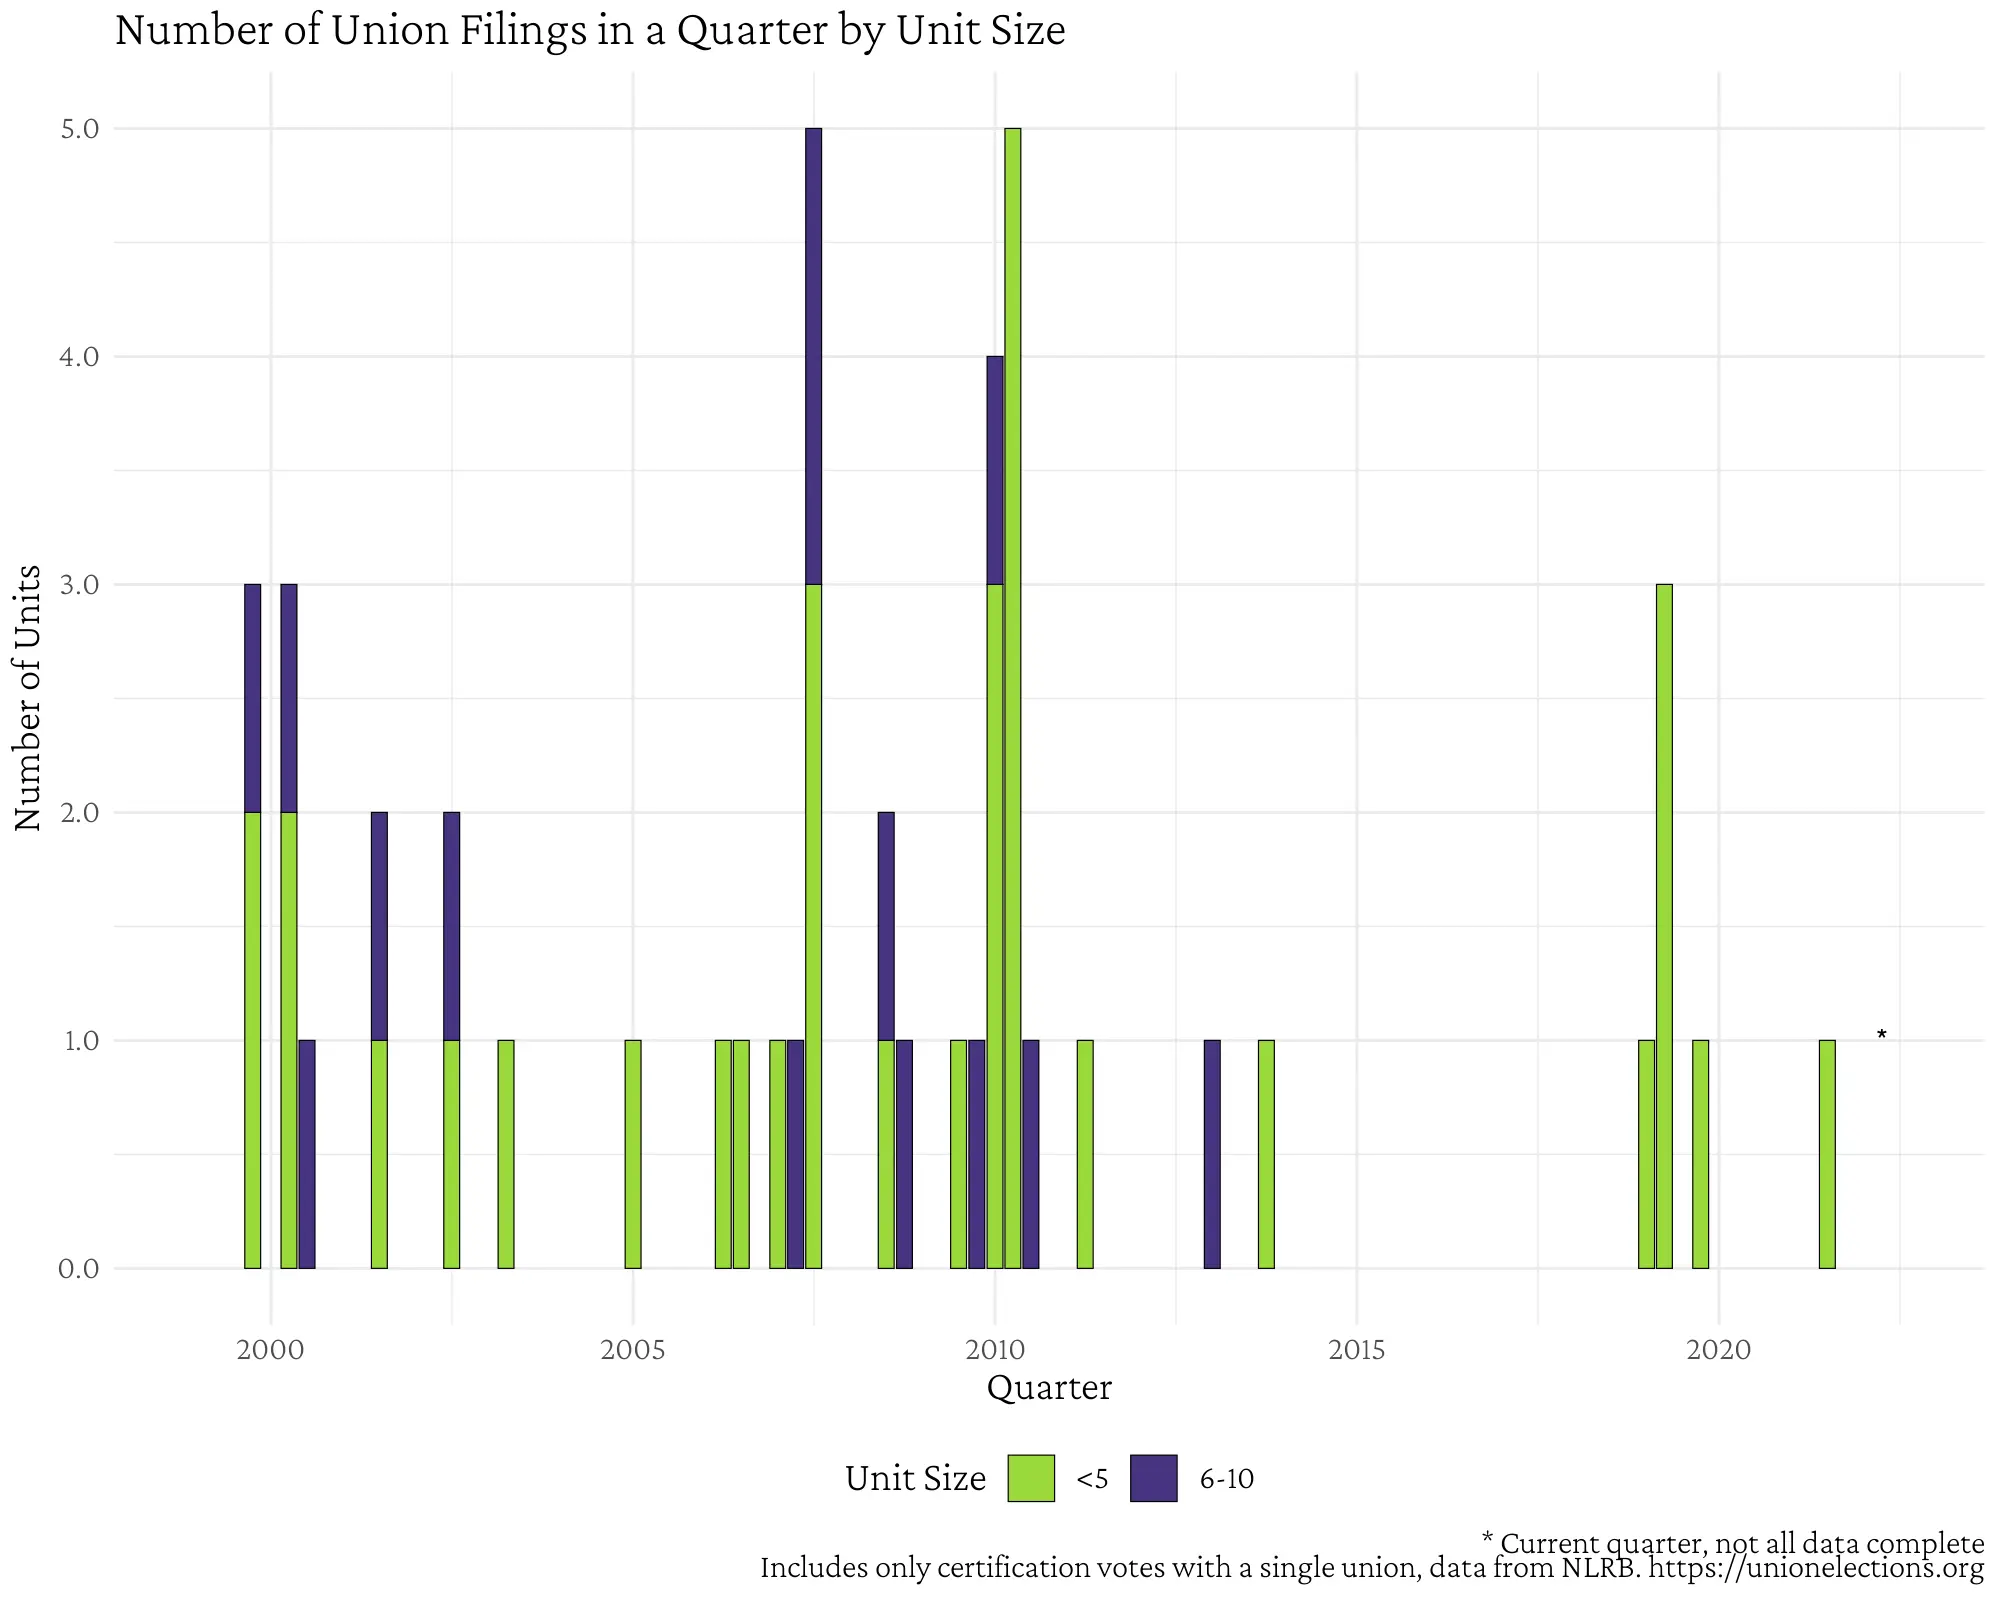 Number of Union Filings in a Quarter by Unit Size
Number of Units
5.0
4.0
3.0
2.0
1.0
0.0
*
2000 2005 2010 2015 2020
Quarter
Unit Size <5 6-10
* Current quarter, not all data complete
Includes only certification votes with a single union, data from NLRB. https://unionelections.org